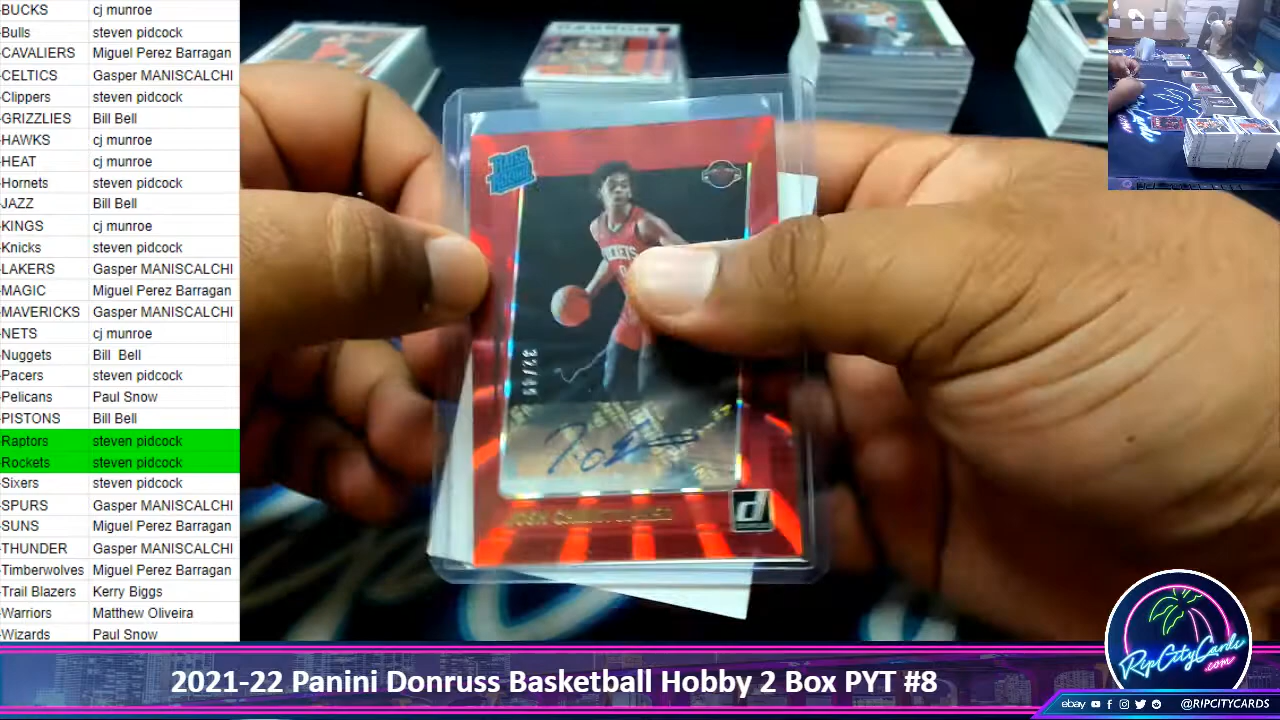 -BUCKS cj munroe
-Bulls steven pidcock
-CAVALIERS Miguel Perez Barragan
-CELTICS Gasper MANISCALCHI
-Clippers steven pidcock
-GRIZZLIES Bill Bell
-HAWKS cj munroe
-HEAT cj munroe
-Hornets steven pidcock
-JAZZ Bill Bell
-KINGS cj munroe
-Knicks steven pidcock
-LAKERS Gasper MANISCALCHI
-MAGIC Miguel Perez Barragan
-MAVERICKS Gasper MANISCALCHI
-NETS cj munroe
-Nuggets Bill Bell
-Pacers steven pidcock
-Pelicans Paul Snow
-PISTONS Bill Bell
-Raptors steven pidcock
-Rockets steven pidcock
-Sixers steven pidcock
-SPURS Gasper MANISCALCHI
-SUNS Miguel Perez Barragan
-THUNDER Gasper MANISCALCHI
-Timberwolves Miguel Perez Barragan
-Trail Blazers Kerry Biggs
-Warriors Matthew Oliveira
-Wizards Paul Snow
RATED ROOKIE
d
2021-22 Panini Donruss Basketball Hobby 2 Box PYT #8
RipCityCards
.com
ebay @RIPCITYCARDS